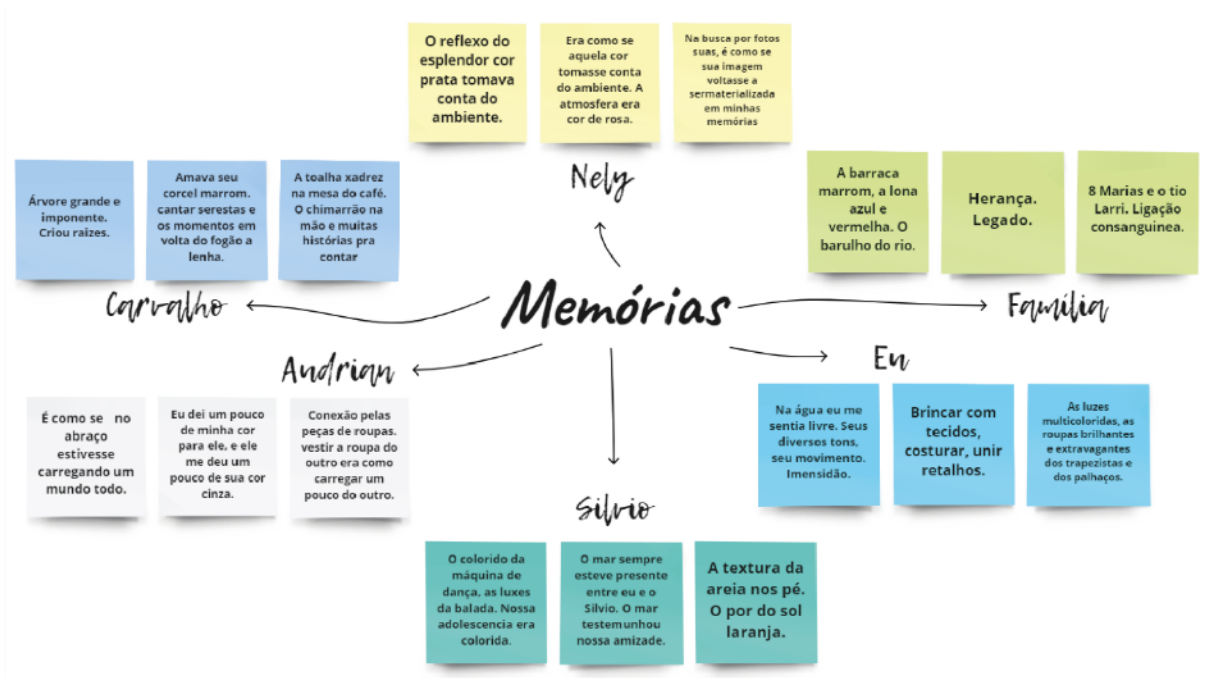 O reflexo do
esplendor cor
prata tomava
conta do
ambiente.
Era como se
aquela cor
tomasse conta
do ambiente. A
atmosfera era
cor de rosa.
Na busca por fotos
suas, é como se
sua imagem
voltasse a
sermaterializada
em minhas
memórias
Nely
Árvore grande e
imponente.
Criou raizes.
Amava seu
corcel marrom.
cantar serestas e
os momentos em
volta do fogão a
lenha.
A toalha xadrez
na mesa do café.
O chimarrão na
mão e muitas
histórias pra
contar
Carvalho
A barraca
marrom, a lona
azul e
vermelha. O
barulho do rio.
Herança.
Legado.
8 Marias e o tio
Larri. Ligação
consanguinea.
Família
Memórias
Andrian
É como se no
abraço
estivesse
carregando um
mundo todo.
Eu dei um pouco
de minha cor
para ele, e ele
me deu um
pouco de sua cor
cinza.
Conexão pelas
peças de roupas.
vestir a roupa do
outro era como
carregar um
pouco do outro.
Eu
Na água eu me
sentia livre. Seus
diversos tons,
seu movimento.
Imensidão.
Brincar com
tecidos,
costurar, unir
retalhos.
As luzes
multicoloridas, as
roupas brilhantes
e extravagantes
dos trapezistas e
dos palhaços.
Silvio
O colorido da
máquina de
dança, as luxes
da balada. Nossa
adolescencia era
colorida.
O mar sempre
esteve presente
entre eu e o
Silvio. O mar
testemunhou
nossa amizade.
A textura da
areia nos pé.
O por do sol
laranja.